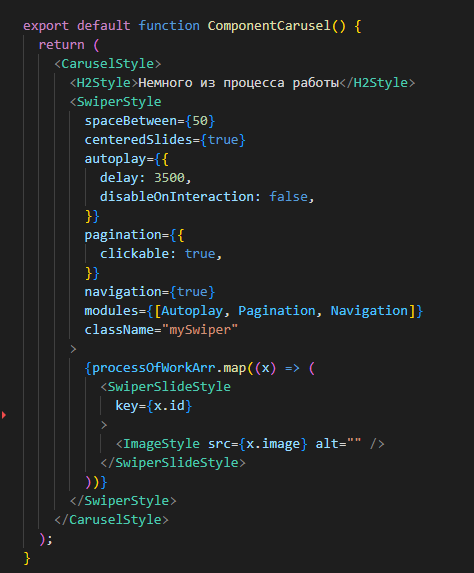 export default function ComponentCarusel() {
  return (
    <CaruselStyle>
      <H2Style>Немного из процесса работы</H2Style>
      <SwiperStyle
        spaceBetween={50}
        centeredSlides={true}
        autoplay={{
          delay: 3500,
          disableOnInteraction: false,
        }}
        pagination={{
          clickable: true,
        }}
        navigation={true}
        modules={[Autoplay, Pagination, Navigation]}
        className="mySwiper"
      >
        {processOfWorkArr.map((x) => (
          <SwiperSlideStyle
            key={x.id}
          >
            <ImageStyle src={x.image} alt="" />
          </SwiperSlideStyle>
        ))}
      </SwiperStyle>
    </CaruselStyle>
  );
}